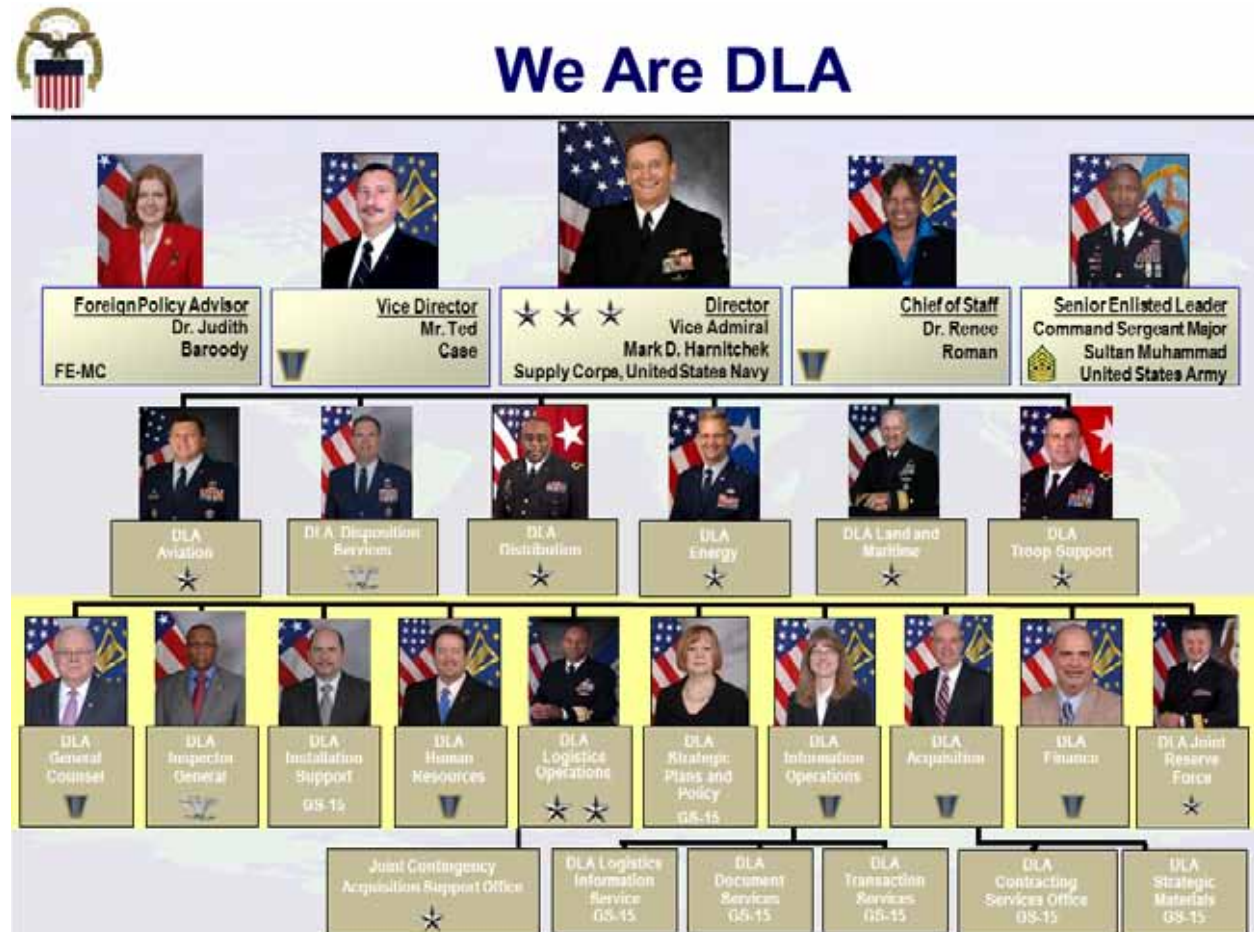 We Are DLA
Foreign Policy Advisor
Dr. Judith
Baroody
FE-MC
Vice Director
Mr. Ted
Case
Director
Vice Admiral
Mark D. Harnitchek
Supply Corps, United States Navy
Chief of Staff
Dr. Renee
Roman
Senior Enlisted Leader
Command Sergeant Major
Sultan Muhammad
United States Army
DLA
Aviation
DLA Disposition
Services
DLA
Distribution
DLA
Energy
DLA Land and
Maritime
DLA
Troop Support
DLA
General
Counsel
DLA
Inspector
General
DLA
Installation
Support
GS-15
DLA
Human
Resources
DLA
Logistics
Operations
DLA
Strategic
Plans and
Policy
GS-15
DLA
Information
Operations
DLA
Acquisition
DLA
Finance
DLA Joint
Reserve
Force
Joint Contingency
Acquisition Support Office
DLA Logistics
Information
Service
GS-15
DLA
Document
Services
GS-15
DLA
Transaction
Services
GS-15
DLA
Contracting
Services Office
GS-15
DLA
Strategic
Materials
GS-15